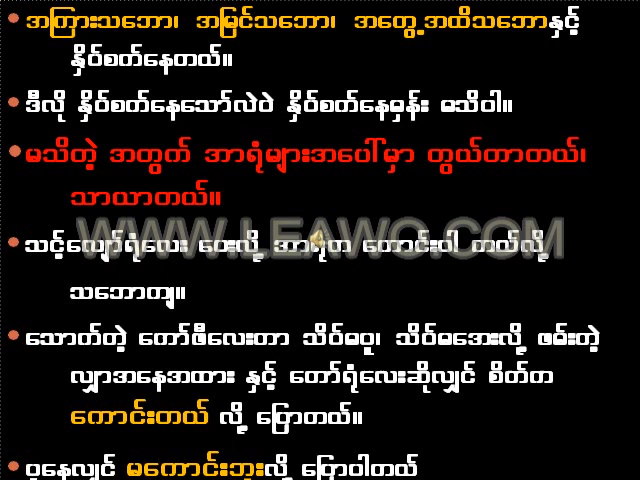 • အကြားသဘော၊ အမြင်သဘော၊ အတွေ့အထိသဘောနှင့်
နှိပ်စက်နေတယ်။
• ဒီလို နှိပ်စက်နေသော်လဲပဲ နှိပ်စက်နေမှန်း မသိပါ။
• မသိတဲ့ အတွက် အာရုံများအပေါ်မှာ တွယ်တာတယ်၊
သာယာတယ်။
WWW.LEAWO.COM
• သင့်လျော်ရုံလေး ပေးလို့ အာရုံက ကောင်းပါ တယ်လို့
သဘောကျ။
• သောက်တဲ့ ကော်ဖီလေးတာ သိပ်မပူ၊ သိပ်မအေးလို့ ဖမ်းတဲ့
လျှာအနေအထား နှင့် တော်ရုံလေးဆိုလျှင် စိတ်က
ကောင်းတယ် လို့ ပြောတယ်။
• ပူနေလျှင် မကောင်းဘူးလို့ ပြောပါတယ်